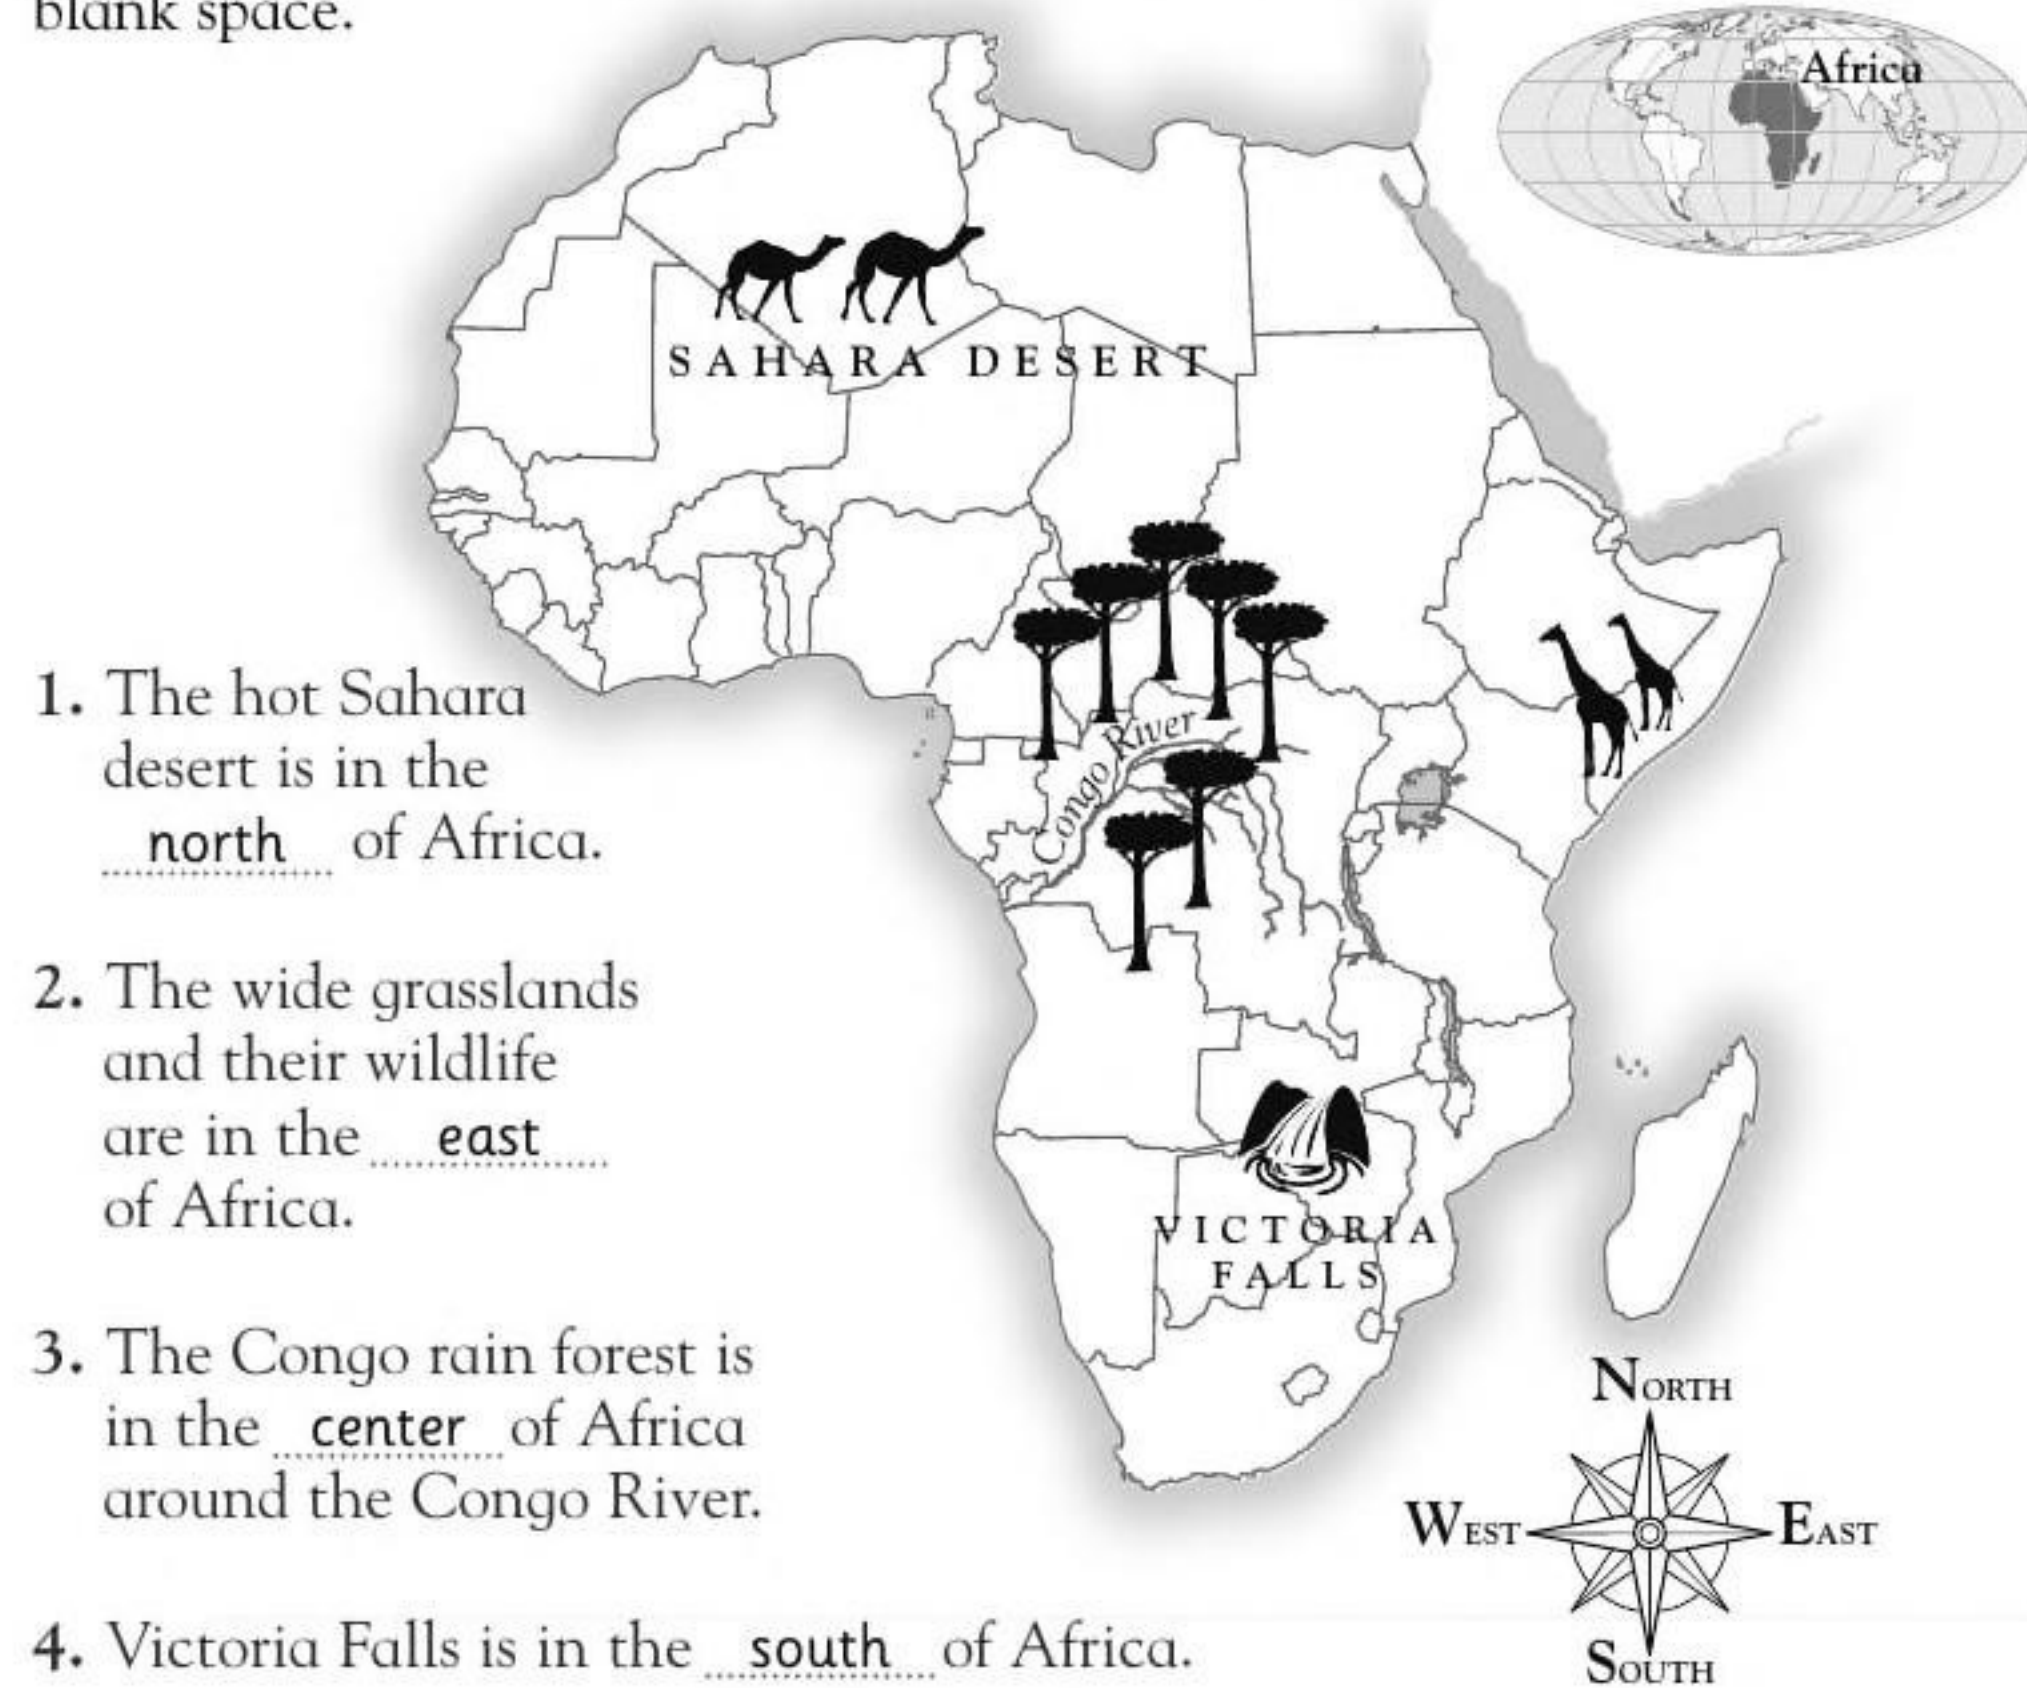 blank space.
Africa
SAHARA DESERT
Congo River
1. The hot Sahara
desert is in the
north of Africa.
2. The wide grasslands
and their wildlife
are in the east
of Africa.
VICTORIA
FALLS
3. The Congo rain forest is
in the center of Africa
around the Congo River.
NORTH
WEST
EAST
SOUTH
4. Victoria Falls is in the south of Africa.